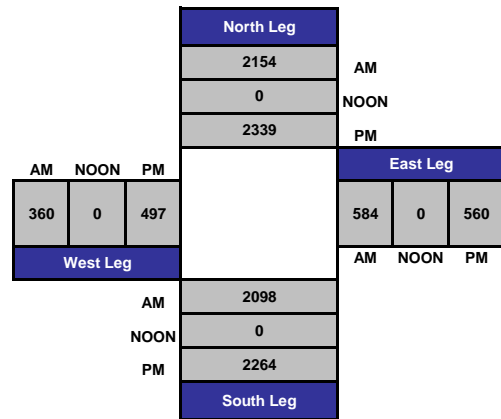 North Leg
2154 AM
0 NOON
2339 PM
AM NOON PM
East Leg
360 0 497
584 0 560
West Leg
AM NOON PM
AM 2098
NOON 0
PM 2264
South Leg